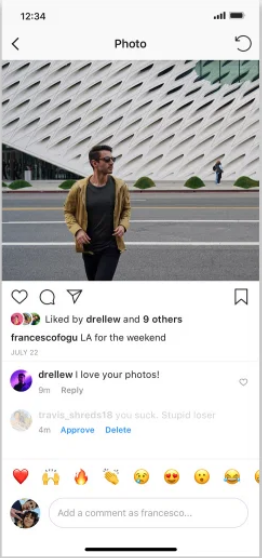 12:34
Photo
Liked by drellew and 9 others
francescofogu LA for the weekend
JULY 22
drellew I love your photos!
9m Reply
travis_shreds18 you suck. Stupid loser
4m Approve Delete
Add a comment as francesco...